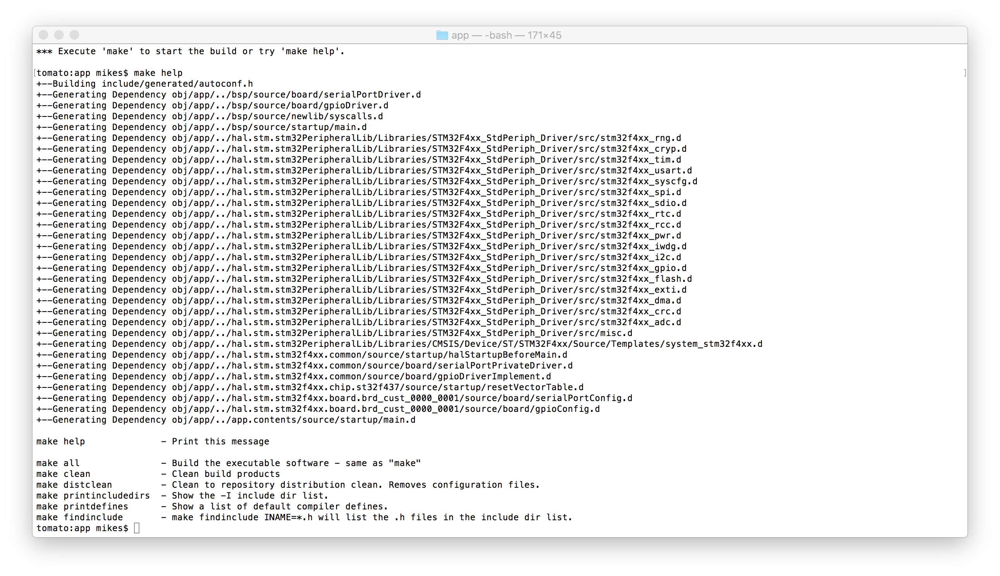 app — -bash — 171×45
*** Execute 'make' to start the build or try 'make help'.
[tomato:app mikes$ make help]
+--Building include/generated/autoconf.h
+--Generating Dependency obj/app/../bsp/source/board/serialPortDriver.d
+--Generating Dependency obj/app/../bsp/source/board/gpioDriver.d
+--Generating Dependency obj/app/../bsp/source/newlib/syscalls.d
+--Generating Dependency obj/app/../bsp/source/startup/main.d
+--Generating Dependency obj/app/../hal.stm.stm32PeripheralLib/Libraries/STM32F4xx_StdPeriph_Driver/src/stm32f4xx_rng.d
+--Generating Dependency obj/app/../hal.stm.stm32PeripheralLib/Libraries/STM32F4xx_StdPeriph_Driver/src/stm32f4xx_cryp.d
+--Generating Dependency obj/app/../hal.stm.stm32PeripheralLib/Libraries/STM32F4xx_StdPeriph_Driver/src/stm32f4xx_tim.d
+--Generating Dependency obj/app/../hal.stm.stm32PeripheralLib/Libraries/STM32F4xx_StdPeriph_Driver/src/stm32f4xx_usart.d
+--Generating Dependency obj/app/../hal.stm.stm32PeripheralLib/Libraries/STM32F4xx_StdPeriph_Driver/src/stm32f4xx_syscfg.d
+--Generating Dependency obj/app/../hal.stm.stm32PeripheralLib/Libraries/STM32F4xx_StdPeriph_Driver/src/stm32f4xx_spi.d
+--Generating Dependency obj/app/../hal.stm.stm32PeripheralLib/Libraries/STM32F4xx_StdPeriph_Driver/src/stm32f4xx_sdio.d
+--Generating Dependency obj/app/../hal.stm.stm32PeripheralLib/Libraries/STM32F4xx_StdPeriph_Driver/src/stm32f4xx_rtc.d
+--Generating Dependency obj/app/../hal.stm.stm32PeripheralLib/Libraries/STM32F4xx_StdPeriph_Driver/src/stm32f4xx_rcc.d
+--Generating Dependency obj/app/../hal.stm.stm32PeripheralLib/Libraries/STM32F4xx_StdPeriph_Driver/src/stm32f4xx_pwr.d
+--Generating Dependency obj/app/../hal.stm.stm32PeripheralLib/Libraries/STM32F4xx_StdPeriph_Driver/src/stm32f4xx_iwdg.d
+--Generating Dependency obj/app/../hal.stm.stm32PeripheralLib/Libraries/STM32F4xx_StdPeriph_Driver/src/stm32f4xx_i2c.d
+--Generating Dependency obj/app/../hal.stm.stm32PeripheralLib/Libraries/STM32F4xx_StdPeriph_Driver/src/stm32f4xx_gpio.d
+--Generating Dependency obj/app/../hal.stm.stm32PeripheralLib/Libraries/STM32F4xx_StdPeriph_Driver/src/stm32f4xx_flash.d
+--Generating Dependency obj/app/../hal.stm.stm32PeripheralLib/Libraries/STM32F4xx_StdPeriph_Driver/src/stm32f4xx_exti.d
+--Generating Dependency obj/app/../hal.stm.stm32PeripheralLib/Libraries/STM32F4xx_StdPeriph_Driver/src/stm32f4xx_dma.d
+--Generating Dependency obj/app/../hal.stm.stm32PeripheralLib/Libraries/STM32F4xx_StdPeriph_Driver/src/stm32f4xx_crc.d
+--Generating Dependency obj/app/../hal.stm.stm32PeripheralLib/Libraries/STM32F4xx_StdPeriph_Driver/src/stm32f4xx_adc.d
+--Generating Dependency obj/app/../hal.stm.stm32PeripheralLib/Libraries/STM32F4xx_StdPeriph_Driver/src/misc.d
+--Generating Dependency obj/app/../hal.stm.stm32PeripheralLib/Libraries/CMSIS/Device/ST/STM32F4xx/Source/Templates/system_stm32f4xx.d
+--Generating Dependency obj/app/../hal.stm.stm32f4xx.common/source/startup/halStartupBeforeMain.d
+--Generating Dependency obj/app/../hal.stm.stm32f4xx.common/source/board/serialPortPrivateDriver.d
+--Generating Dependency obj/app/../hal.stm.stm32f4xx.common/source/board/gpioDriverImplement.d
+--Generating Dependency obj/app/../hal.stm.stm32f4xx.chip.st32f437/source/startup/resetVectorTable.d
+--Generating Dependency obj/app/../hal.stm.stm32f4xx.board.brd_cust_0000_0001/source/board/serialPortConfig.d
+--Generating Dependency obj/app/../hal.stm.stm32f4xx.board.brd_cust_0000_0001/source/board/gpioConfig.d
+--Generating Dependency obj/app/../app.contents/source/startup/main.d
make help              - Print this message
make all               - Build the executable software - same as "make"
make clean             - Clean build products
make distclean         - Clean to repository distribution clean. Removes configuration files.
make printincludedirs  - Show the -I include dir list.
make printdefines      - Show a list of default compiler defines.
make findinclude       - make findinclude INAME=*.h will list the .h files in the include dir list.
tomato:app mikes$